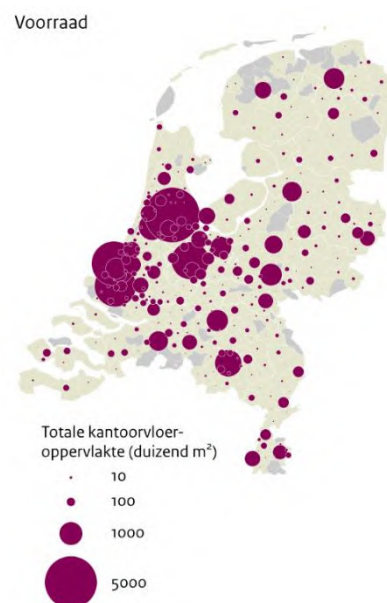 Voorraad
Totale kantoorvloer-
oppervlakte (duizend m²)
10
100
1000
5000